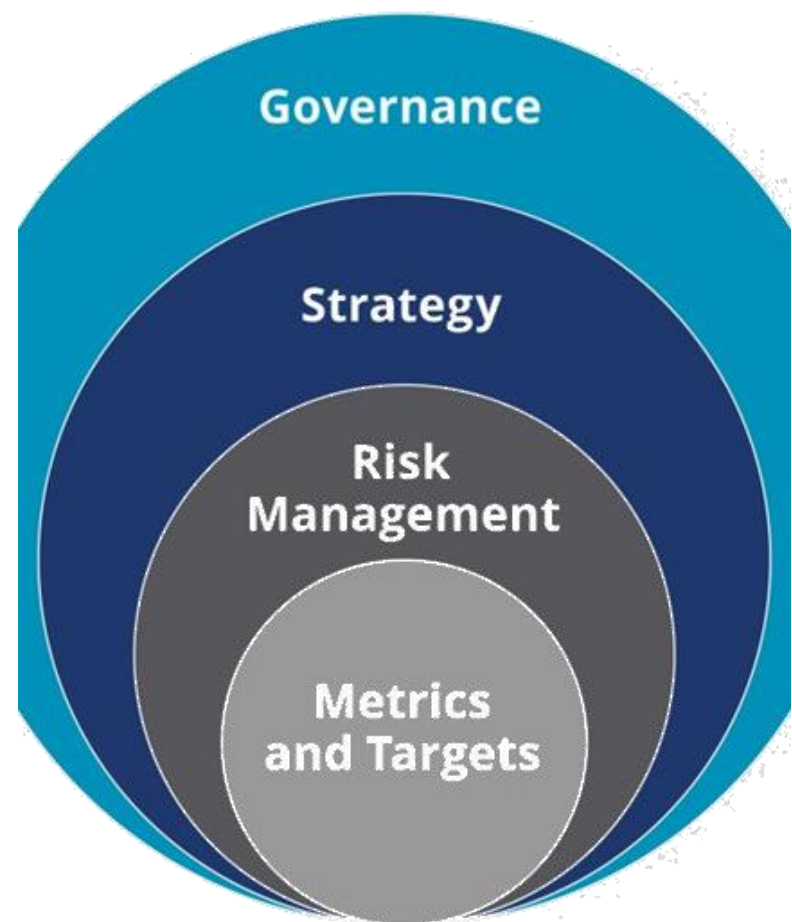 Governance
Strategy
Risk
Management
Metrics
and Targets